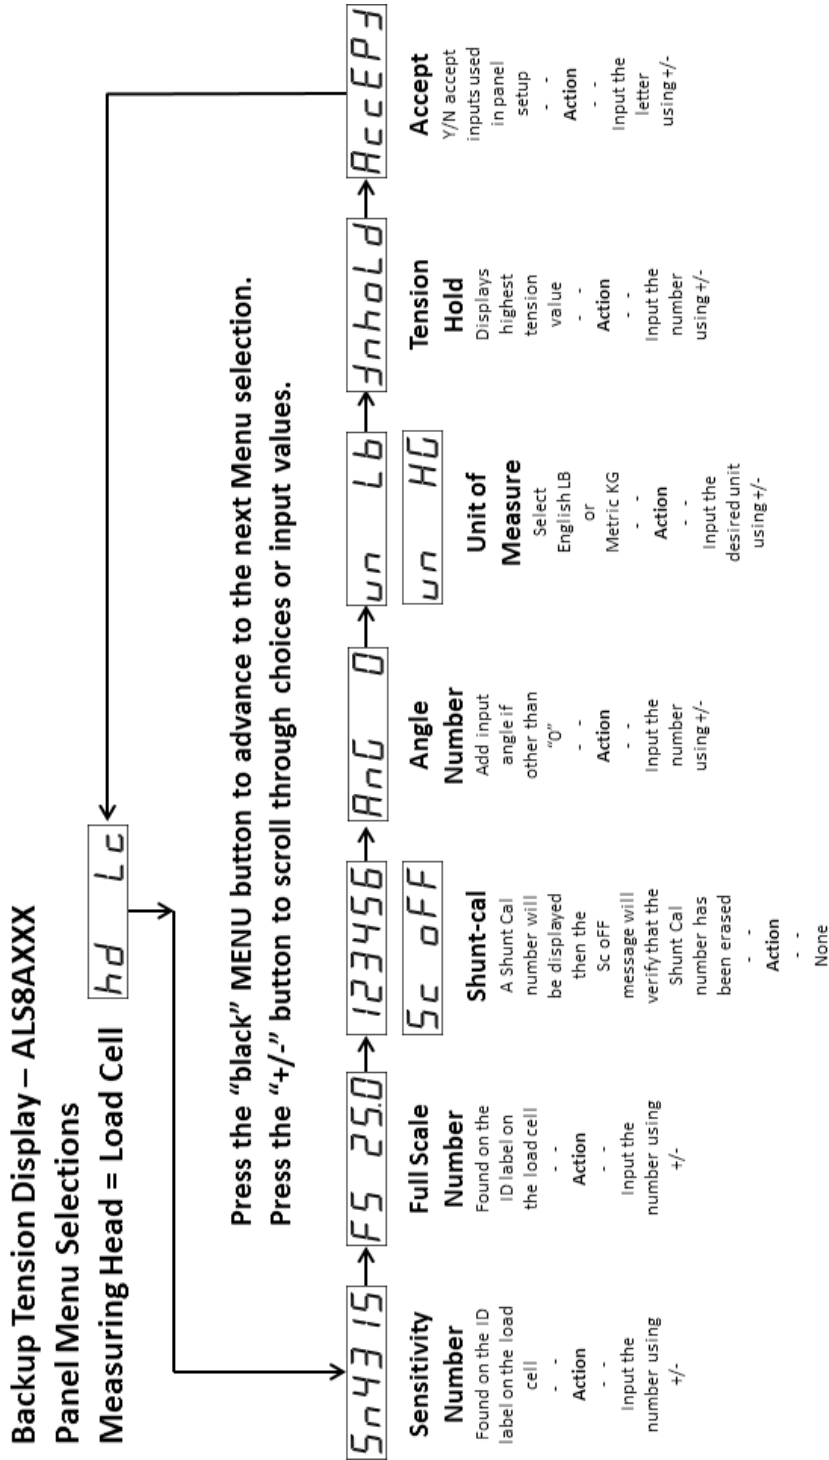 Backup Tension Display – ALS8AXXX
Panel Menu Selections
Measuring Head = Load Cell
hd Lc
Press the “black” MENU button to advance to the next Menu selection.
Press the “+/-” button to scroll through choices or input values.
Sn4315
Sensitivity
Number
Found on the ID
label on the load
cell
- -
Action
- -
Input the
number using
+/-
FS 25.0
Full Scale
Number
Found on the
ID label on
the load cell
- -
Action
- -
Input the
number using
+/-
123456
Sc oFF
Shunt-cal
A Shunt Cal
number will
be displayed
then the
Sc oFF
message will
verify that the
Shunt Cal
number has
been erased
- -
Action
- -
None
AnG 0
Angle
Number
Add input
angle if
other than
“0”
- -
Action
- -
Input the
number
using +/-
un Lb
un HG
Unit of
Measure
Select
English LB
or
Metric KG
- -
Action
- -
Input the
desired unit
using +/-
tnhoLd
Tension
Hold
Displays
highest
tension
value
- -
Action
- -
Input the
number
using +/-
AccEPt
Accept
Y/N accept
inputs used
in panel
setup
- -
Action
- -
Input the
letter
using +/-